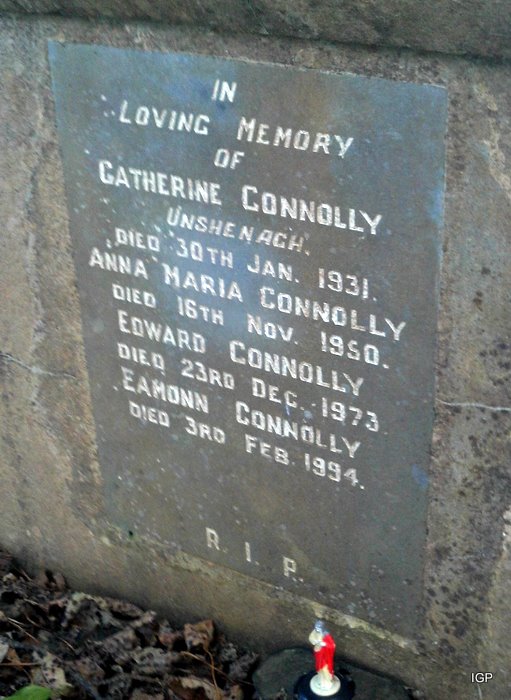 IN
LOVING MEMORY
OF
CATHERINE CONNOLLY
UNSHENAGH.
DIED 30TH JAN. 1931.
ANNA MARIA CONNOLLY
DIED 16TH NOV. 1950.
EDWARD CONNOLLY
DIED 23RD DEC. 1973
EAMONN CONNOLLY
DIED 3RD FEB. 1994.
R. I. P.
IGP